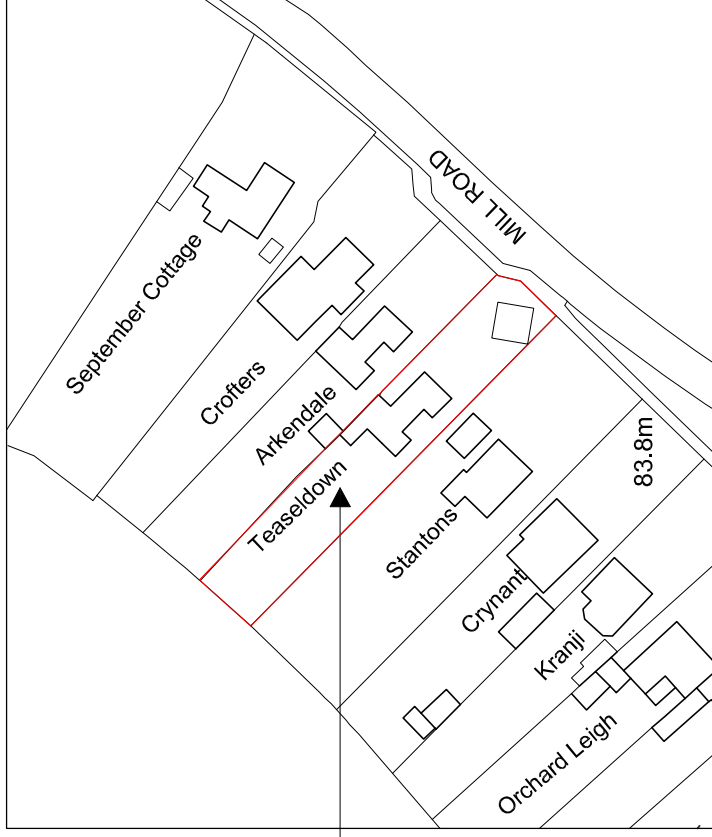 MILL ROAD
September Cottage
Crofters
Arkendale
Teaseldown
Stantons
83.8m
Crynant
Kranji
Orchard Leigh